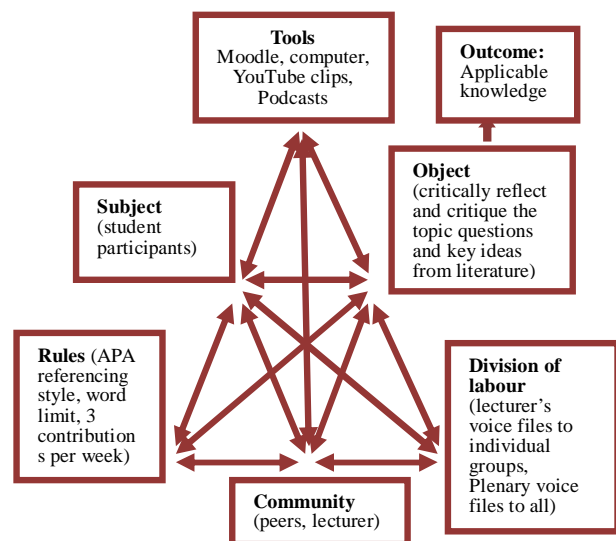 Tools
Moodle, computer,
YouTube clips,
Podcasts
Outcome:
Applicable
knowledge
Subject
(student
participants)
Object
(critically reflect
and critique the
topic questions
and key ideas
from literature)
Rules (APA
referencing
style, word
limit, 3
contribution
s per week)
Community
(peers, lecturer)
Division of
labour
(lecturer's
voice files to
individual
groups,
Plenary voice
files to all)